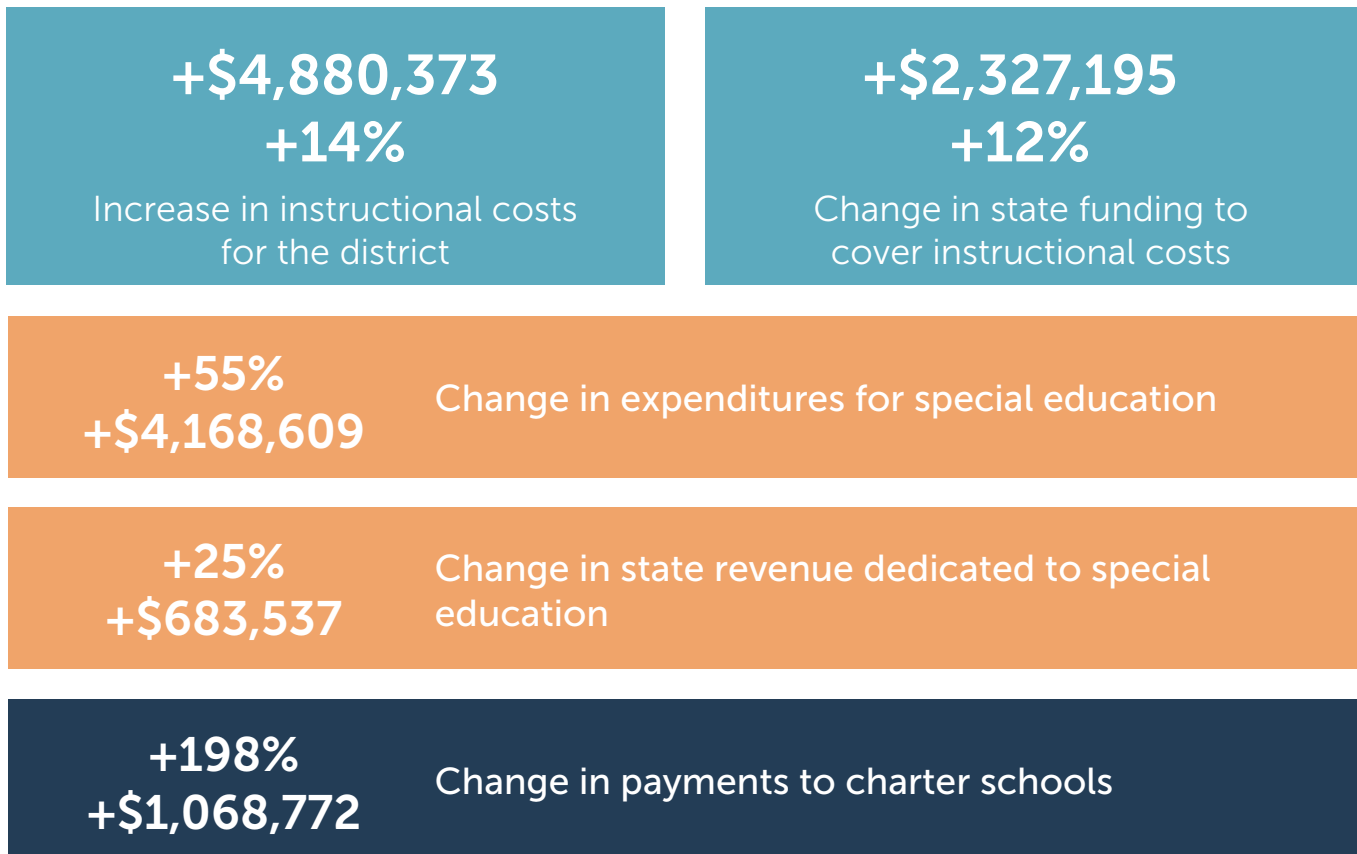 +$4,880,373
+14%
Increase in instructional costs
for the district
+$2,327,195
+12%
Change in state funding to
cover instructional costs
+55%
+$4,168,609
Change in expenditures for special education
+25%
+$683,537
Change in state revenue dedicated to special
education
+198%
+$1,068,772
Change in payments to charter schools